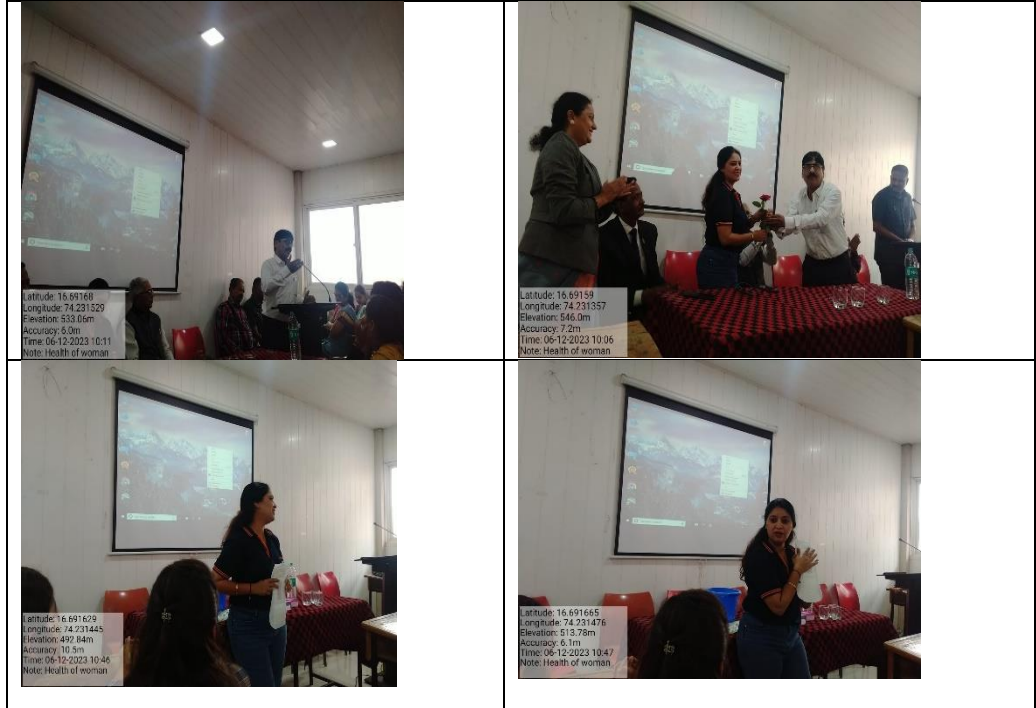 Latitude: 16.69168
Longitude: 74.231529
Elevation: 533.06m
Accuracy: 6.0m
Time: 06-12-2023 10:11
Note: Health of woman
Latitude: 16.69159
Longitude: 74.231357
Elevation: 546.0m
Accuracy: 7.2m
Time: 06-12-2023 10:06
Note: Health of woman
Latitude: 16.691629
Longitude: 74.231445
Elevation: 492.84m
Accuracy: 10.5m
Time: 06-12-2023 10:46
Note: Health of woman
Latitude: 16.691665
Longitude: 74.231476
Elevation: 513.78m
Accuracy: 6.1m
Time: 06-12-2023 10:47
Note: Health of woman